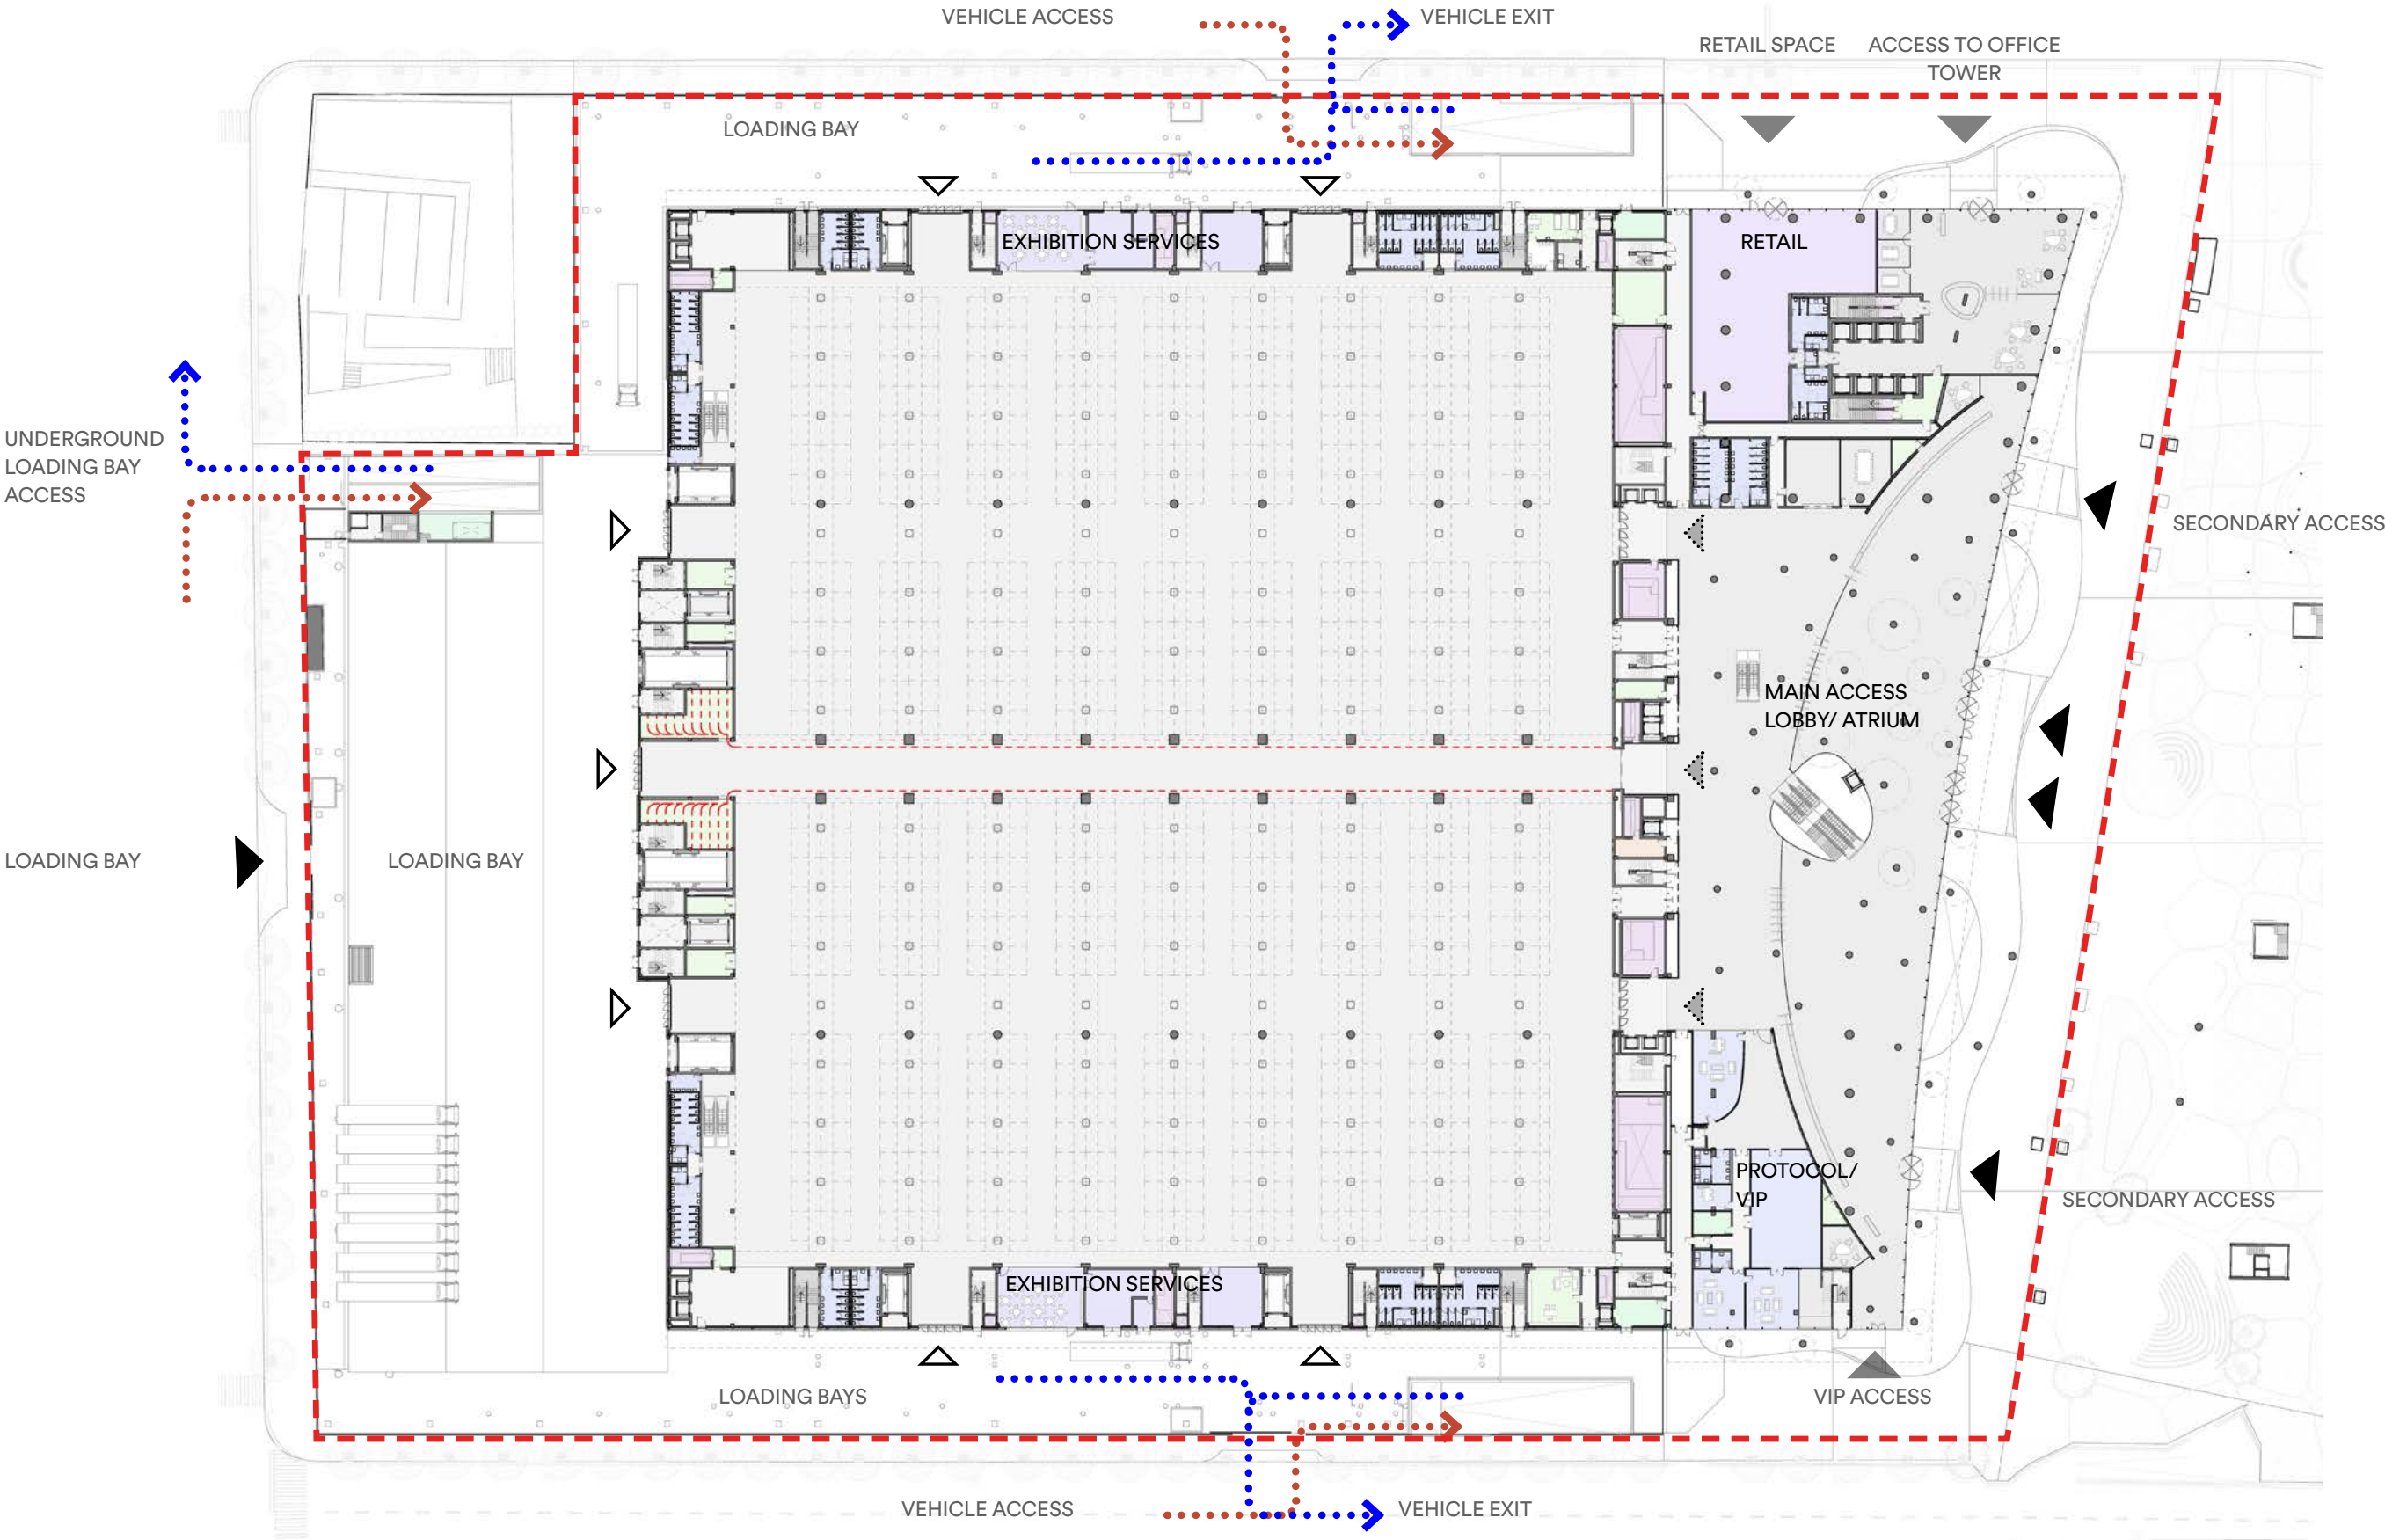 VEHICLE ACCESS
VEHICLE EXIT
RETAIL SPACE
ACCESS TO OFFICE
TOWER
LOADING BAY
EXHIBITION SERVICES
RETAIL
UNDERGROUND
LOADING BAY
ACCESS
SECONDARY ACCESS
MAIN ACCESS
LOBBY/ ATRIUM
LOADING BAY
LOADING BAY
PROTOCOL/
VIP
SECONDARY ACCESS
EXHIBITION SERVICES
LOADING BAYS
VIP ACCESS
VEHICLE ACCESS
VEHICLE EXIT